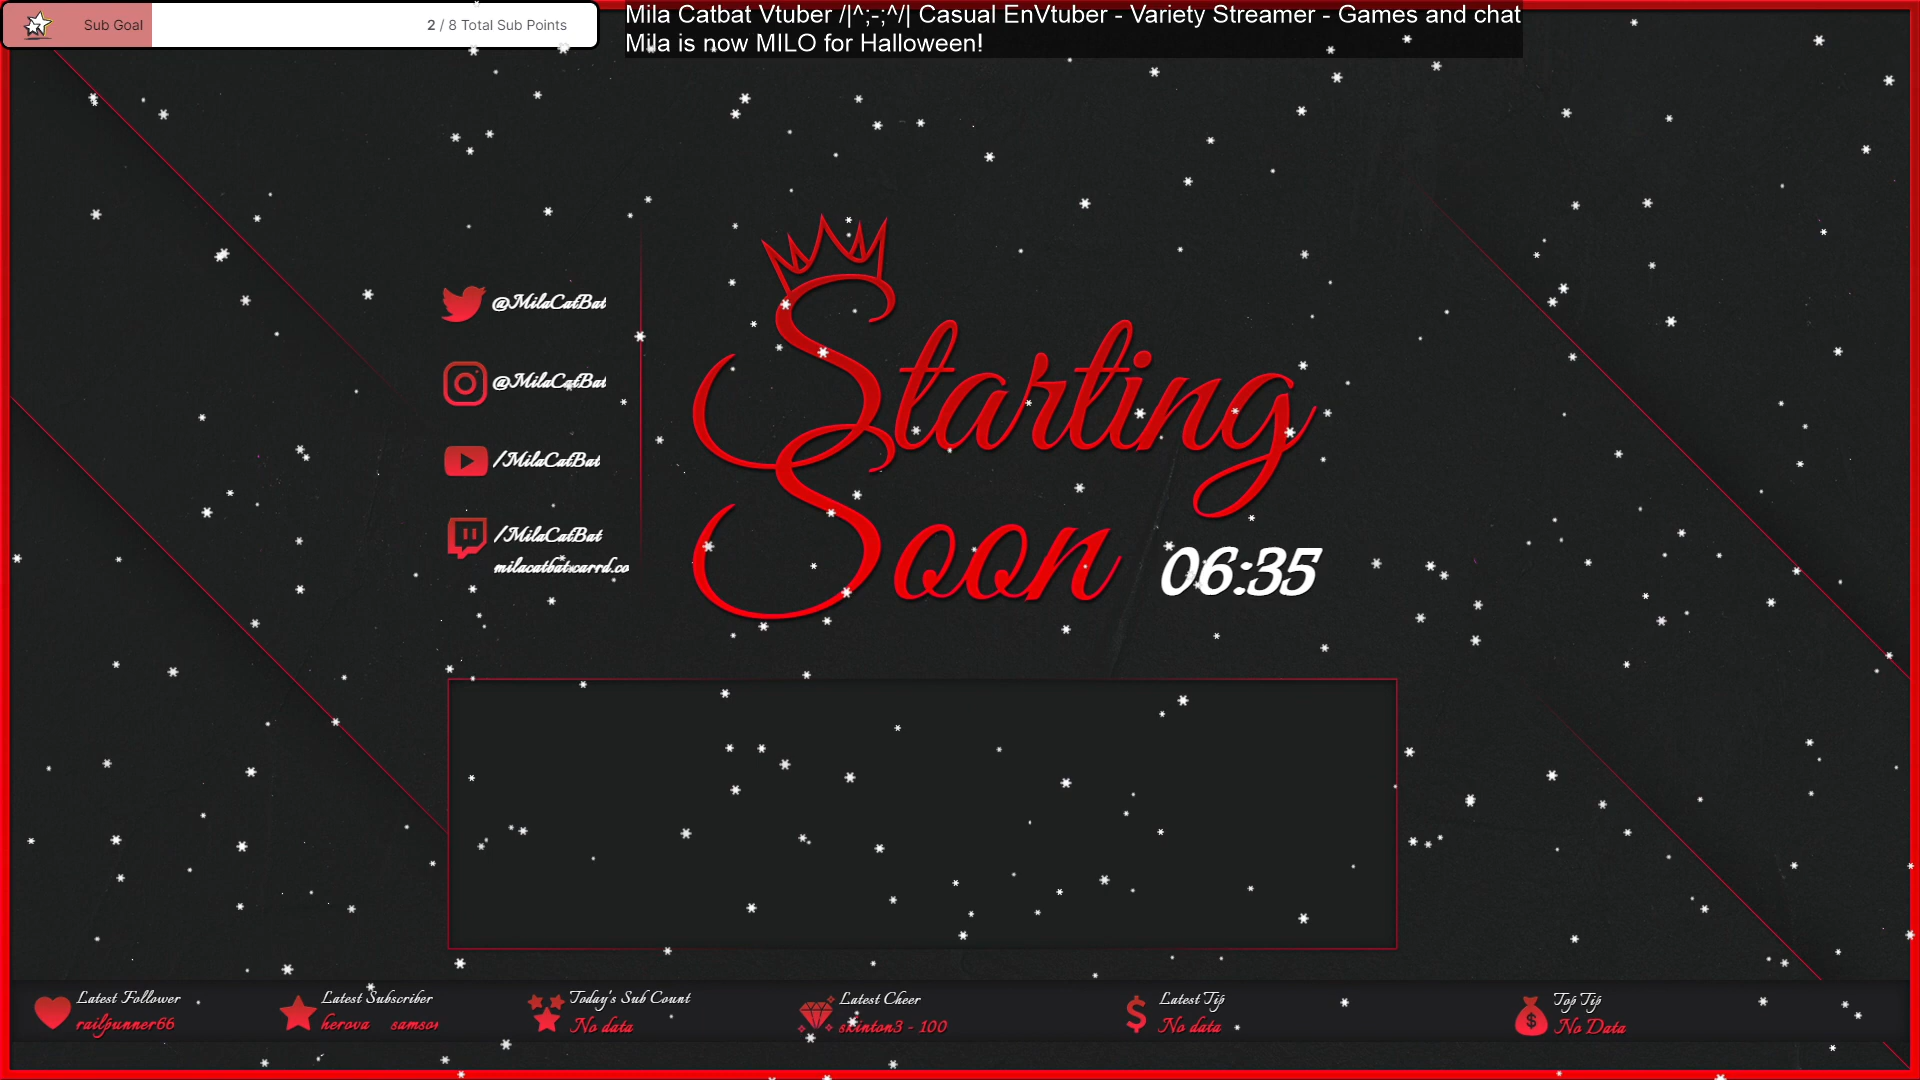 Sub Goal
2 / 8 Total Sub Points
Mila Catbat Vtuber /|^;-;^/| Casual EnVtuber - Variety Streamer - Games and chat
Mila is now MILO for Halloween!
@MilaCatBat
@MilaCatBat
/MilaCatBat
/MilaCatBat
milacatbat.carrd.co
Starting
Soon
06:35
Latest Follower
railgunner66
Latest Subscriber
herova
Today's Sub Count
No data
Latest Cheer
skinton3 - 100
Latest Tip
No data
Top Tip
No Data